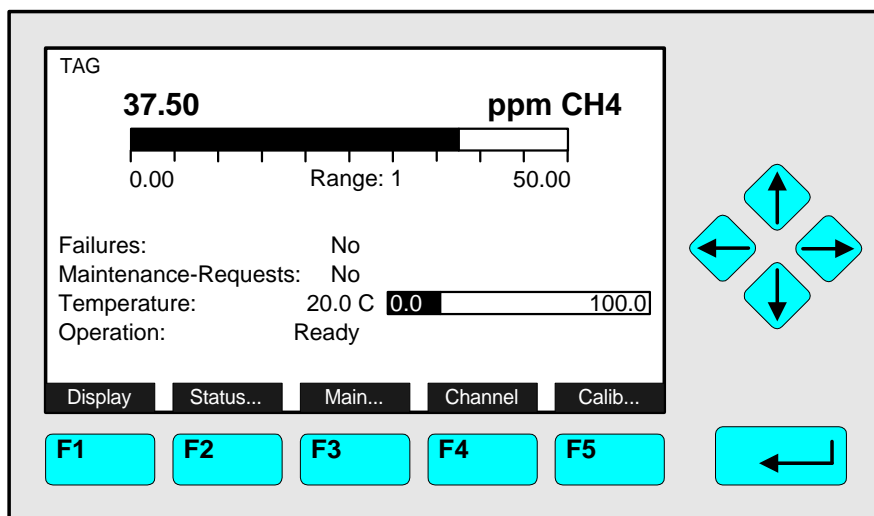 TAG
37.50 ppm CH4
0.00 Range: 1 50.00
Failures: No
Maintenance-Requests: No
Temperature: 20.0 C 0.0 100.0
Operation: Ready
Display Status... Main... Channel Calib...
F1 F2 F3 F4 F5